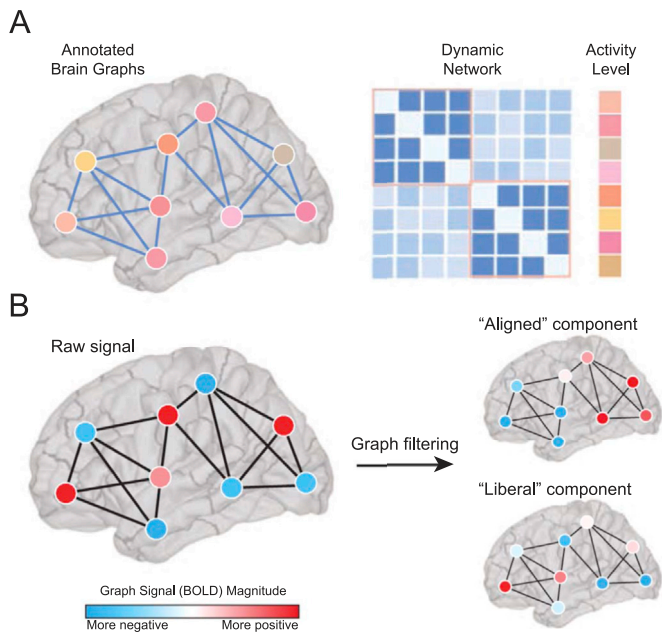 A
Annotated
Brain Graphs
Dynamic
Network
Activity
Level
B
Raw signal
“Aligned” component
Graph filtering
“Liberal” component
Graph Signal (BOLD) Magnitude
More negative
More positive